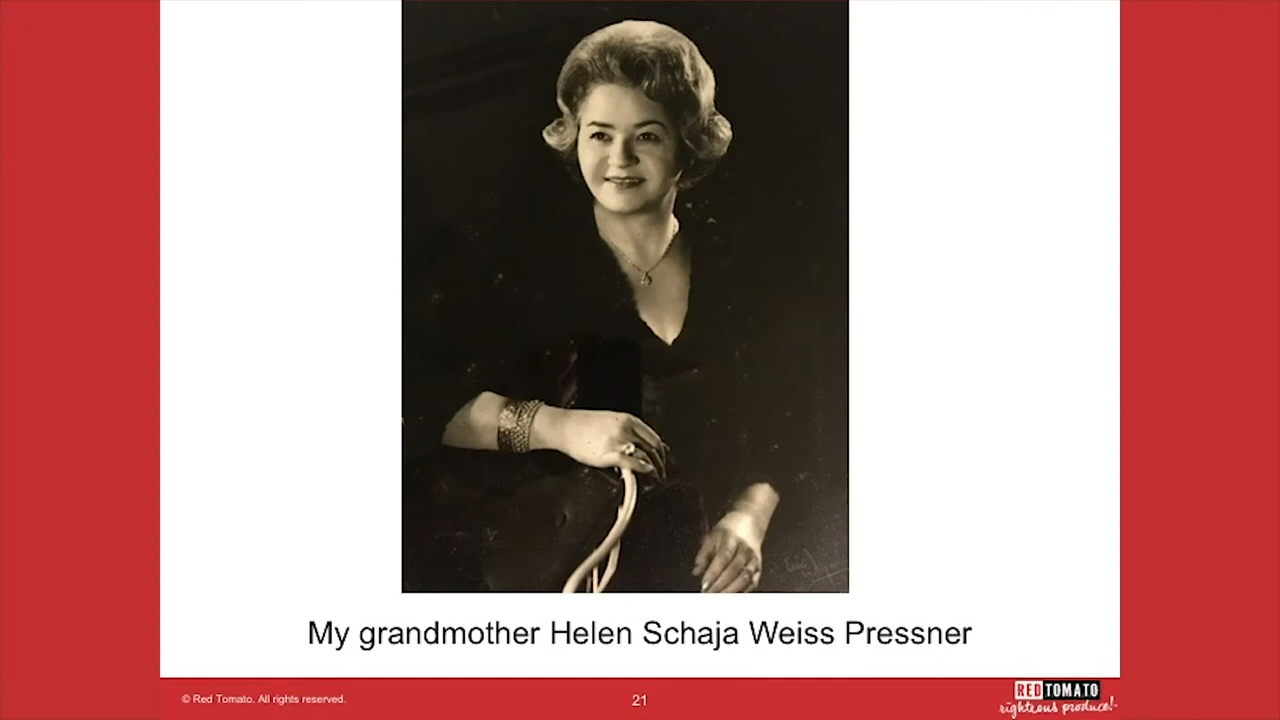 My grandmother Helen Schaja Weiss Pressner
© Red Tomato. All rights reserved.
21
RED TOMATO
righteous produce!